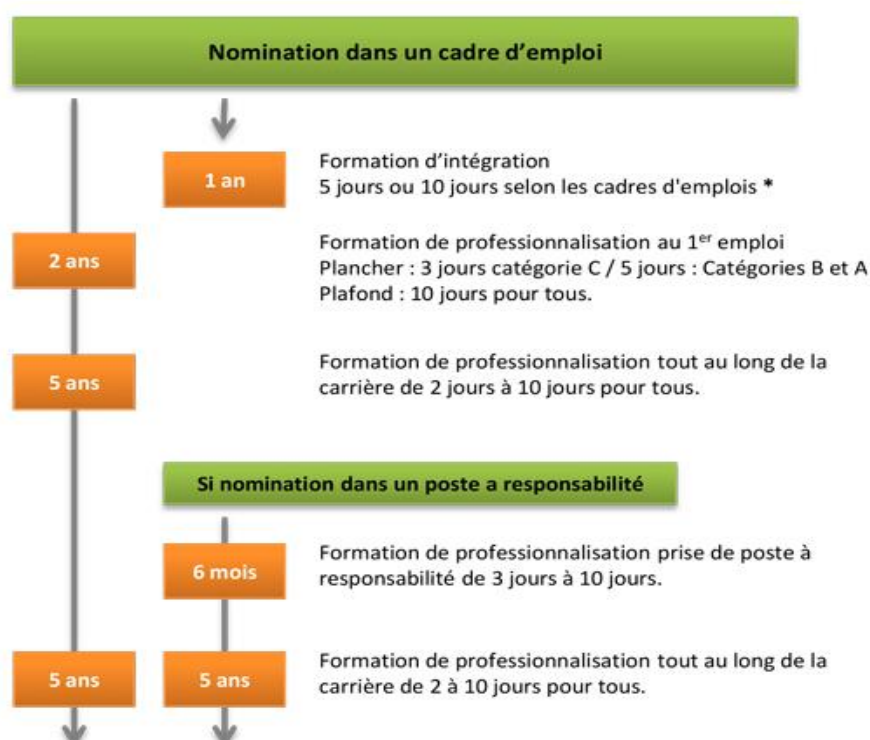 Nomination dans un cadre d’emploi
1 an
Formation d’intégration
5 jours ou 10 jours selon les cadres d'emplois *
2 ans
Formation de professionnalisation au 1er emploi
Plancher : 3 jours catégorie C / 5 jours : Catégories B et A
Plafond : 10 jours pour tous.
5 ans
Formation de professionnalisation tout au long de la
carrière de 2 jours à 10 jours pour tous.
Si nomination dans un poste a responsabilité
6 mois
Formation de professionnalisation prise de poste à
responsabilité de 3 jours à 10 jours.
5 ans
5 ans
Formation de professionnalisation tout au long de la
carrière de 2 à 10 jours pour tous.